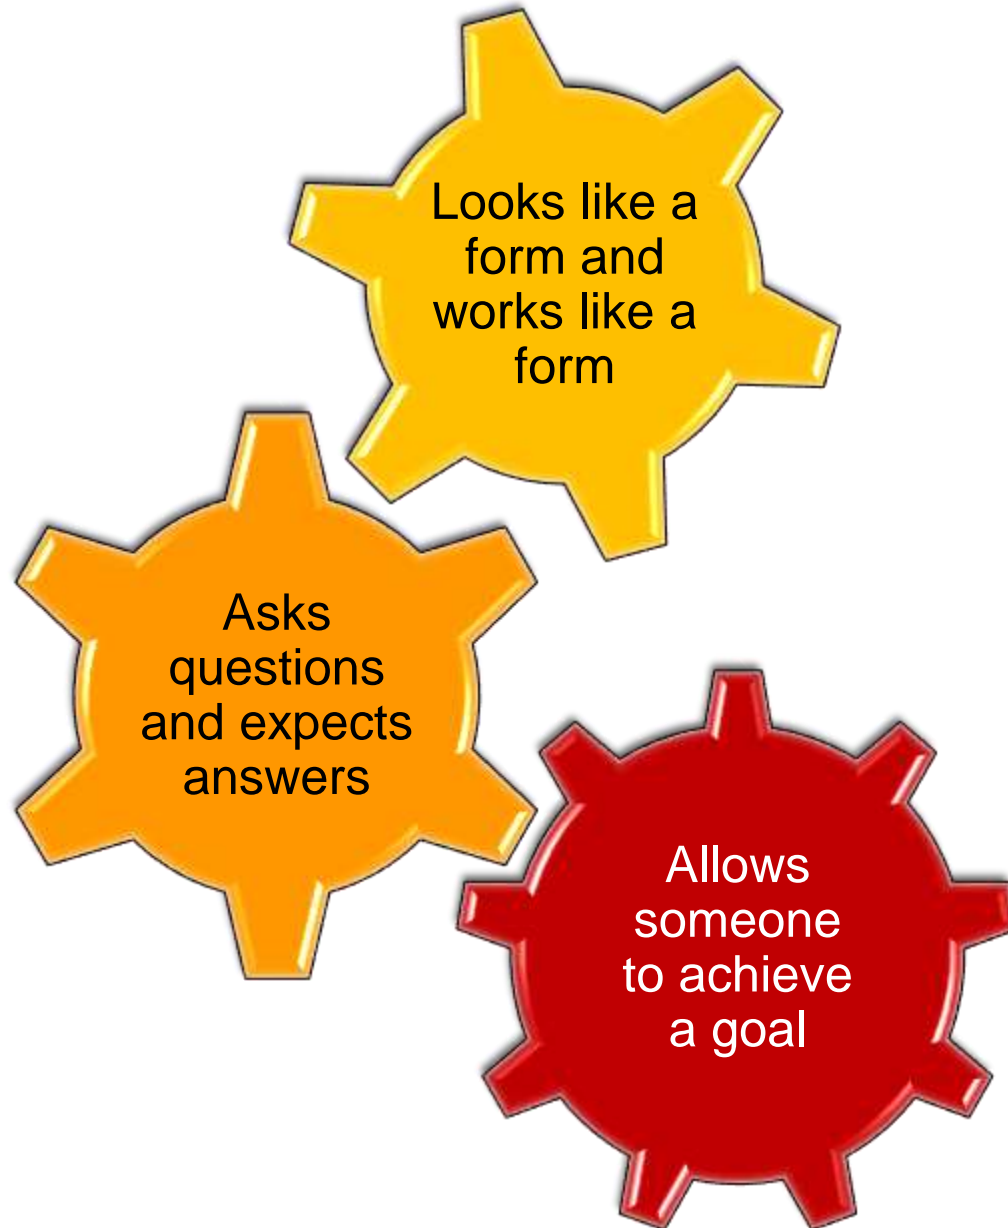 Looks like a
form and
works like a
form
Asks
questions
and expects
answers
Allows
someone
to achieve
a goal